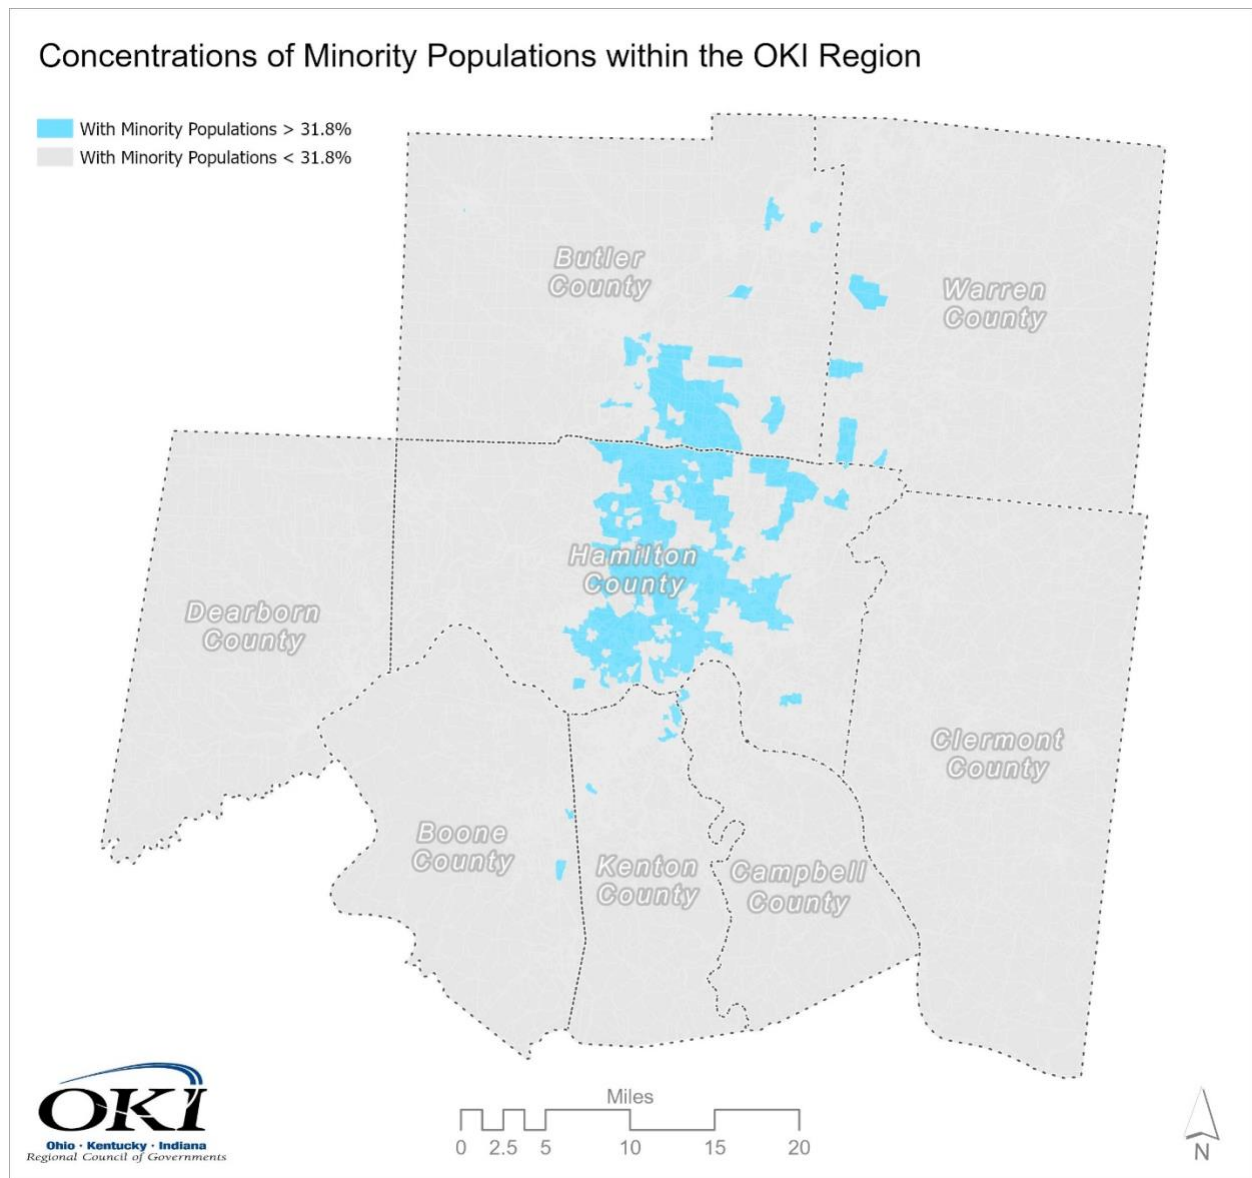 Concentrations of Minority Populations within the OKI Region
With Minority Populations > 31.8%
With Minority Populations < 31.8%
Butler
County
Warren
County
Hamilton
County
Dearborn
County
Clermont
County
Boone
County
Kenton
County
Campbell
County
OKI
Ohio · Kentucky · Indiana
Regional Council of Governments
Miles
0 2.5 5 10 15 20
N